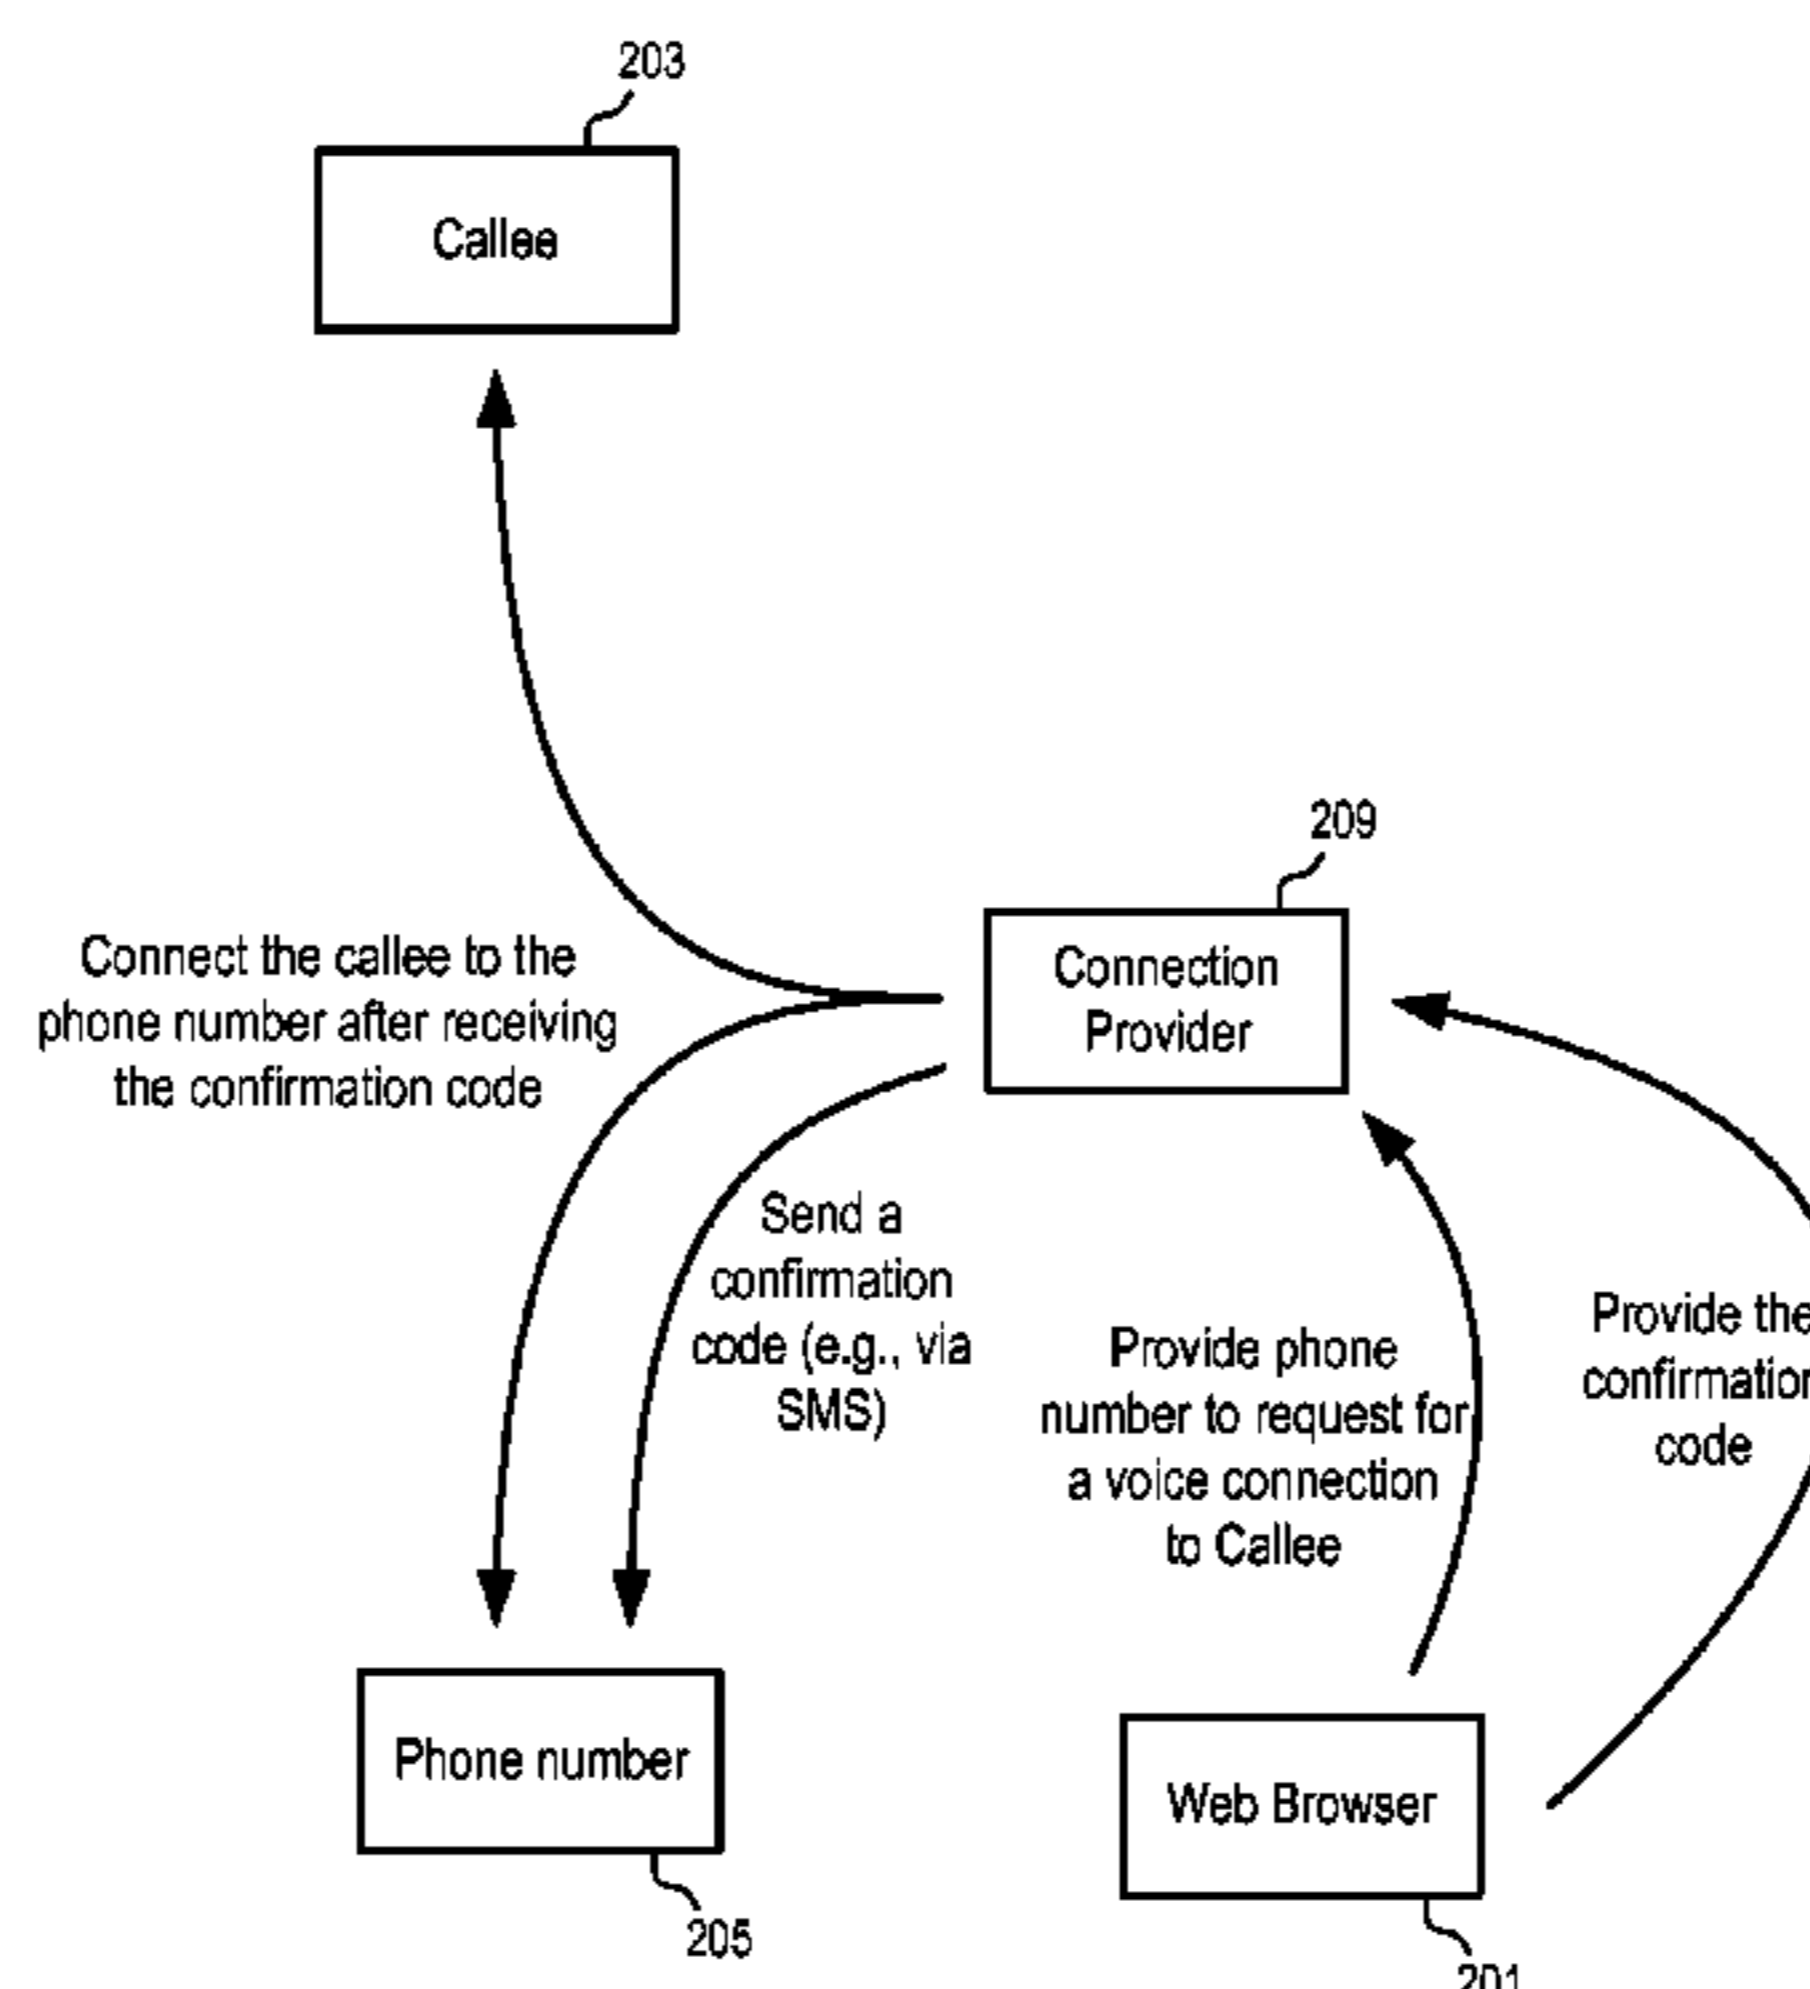 203
Callee
209
Connection
Provider
Connect the callee to the
phone number after receiving
the confirmation code
Send a
confirmation
code (e.g., via
SMS)
Provide phone
number to request for
a voice connection
to Callee
Provide the
confirmation
code
Phone number
Web Browser
205
201